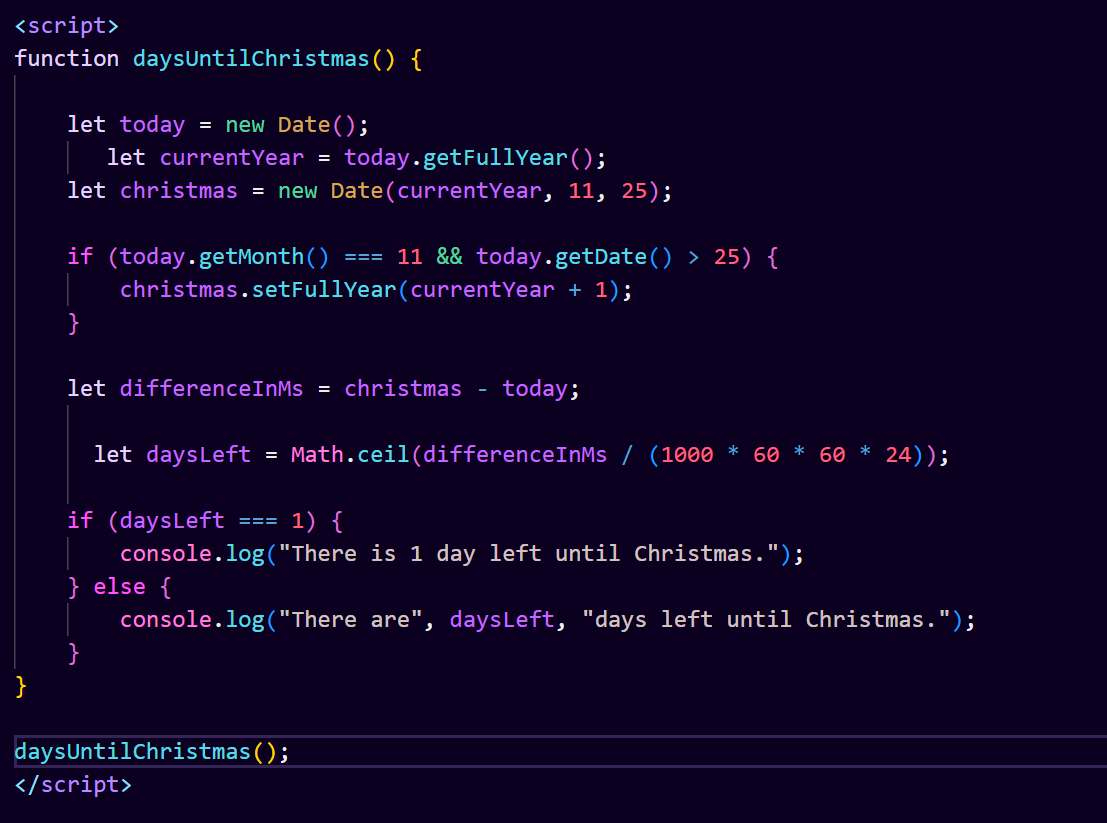 <script>
function daysUntilChristmas() {
let today = new Date();
let currentYear = today.getFullYear();
let christmas = new Date(currentYear, 11, 25);
if (today.getMonth() === 11 && today.getDate() > 25) {
christmas.setFullYear(currentYear + 1);
}
let differenceInMs = christmas - today;
let daysLeft = Math.ceil(differenceInMs / (1000 * 60 * 60 * 24));
if (daysLeft === 1) {
console.log("There is 1 day left until Christmas.");
} else {
console.log("There are", daysLeft, "days left until Christmas.");
}
}
daysUntilChristmas();
</script>